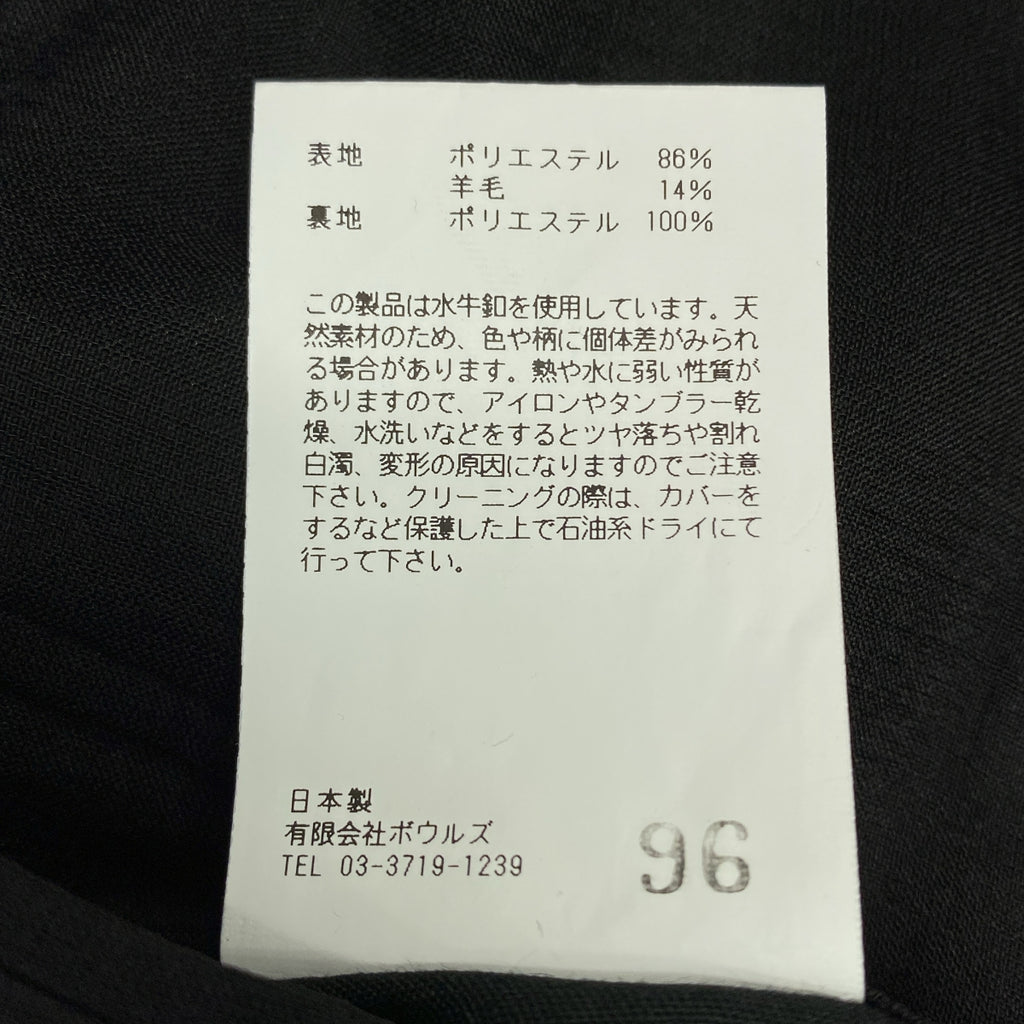 表地 ポリエステル 86%
羊毛 14%
裏地 ポリエステル 100%
この製品は水牛釦を使用しています。天
然素材のため、色や柄に個体差がみられ
る場合があります。熱や水に弱い性質が
ありますので、アイロンやタンブラー乾
燥、水洗いなどをするとツヤ落ちや割れ
白濁、変形の原因になりますのでご注意
下さい。クリーニングの際は、カバーを
するなど保護した上で石油系ドライにて
行って下さい。
日本製
有限会社ボウルズ
TEL 03-3719-1239
96